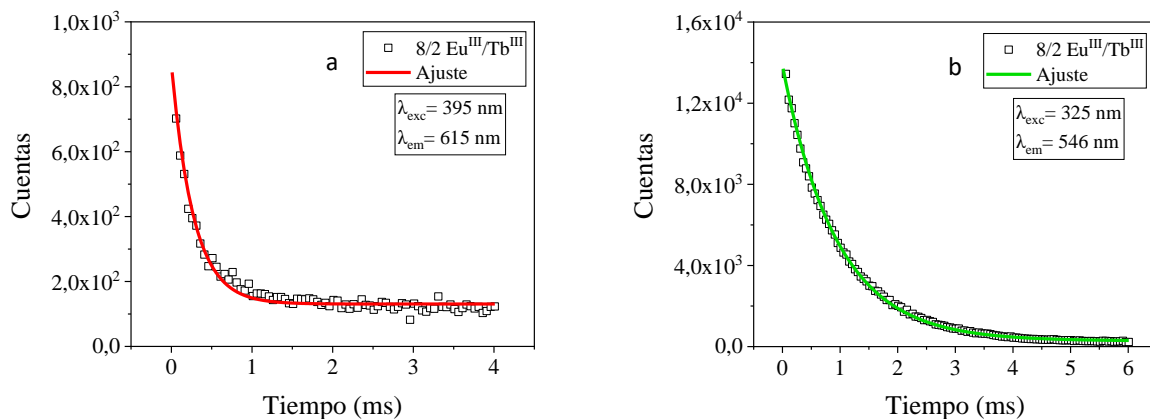 1,0x10³
8,0x10²
6,0x10²
4,0x10²
2,0x10²
0,0
Cuentas
a
8/2 Eu^III/Tb^III
Ajuste
λexc= 395 nm
λem= 615 nm
0 1 2 3 4
Tiempo (ms)
1,6x10⁴
1,2x10⁴
8,0x10³
4,0x10³
0,0
Cuentas
b
8/2 Eu^III/Tb^III
Ajuste
λexc= 325 nm
λem= 546 nm
0 1 2 3 4 5 6
Tiempo (ms)